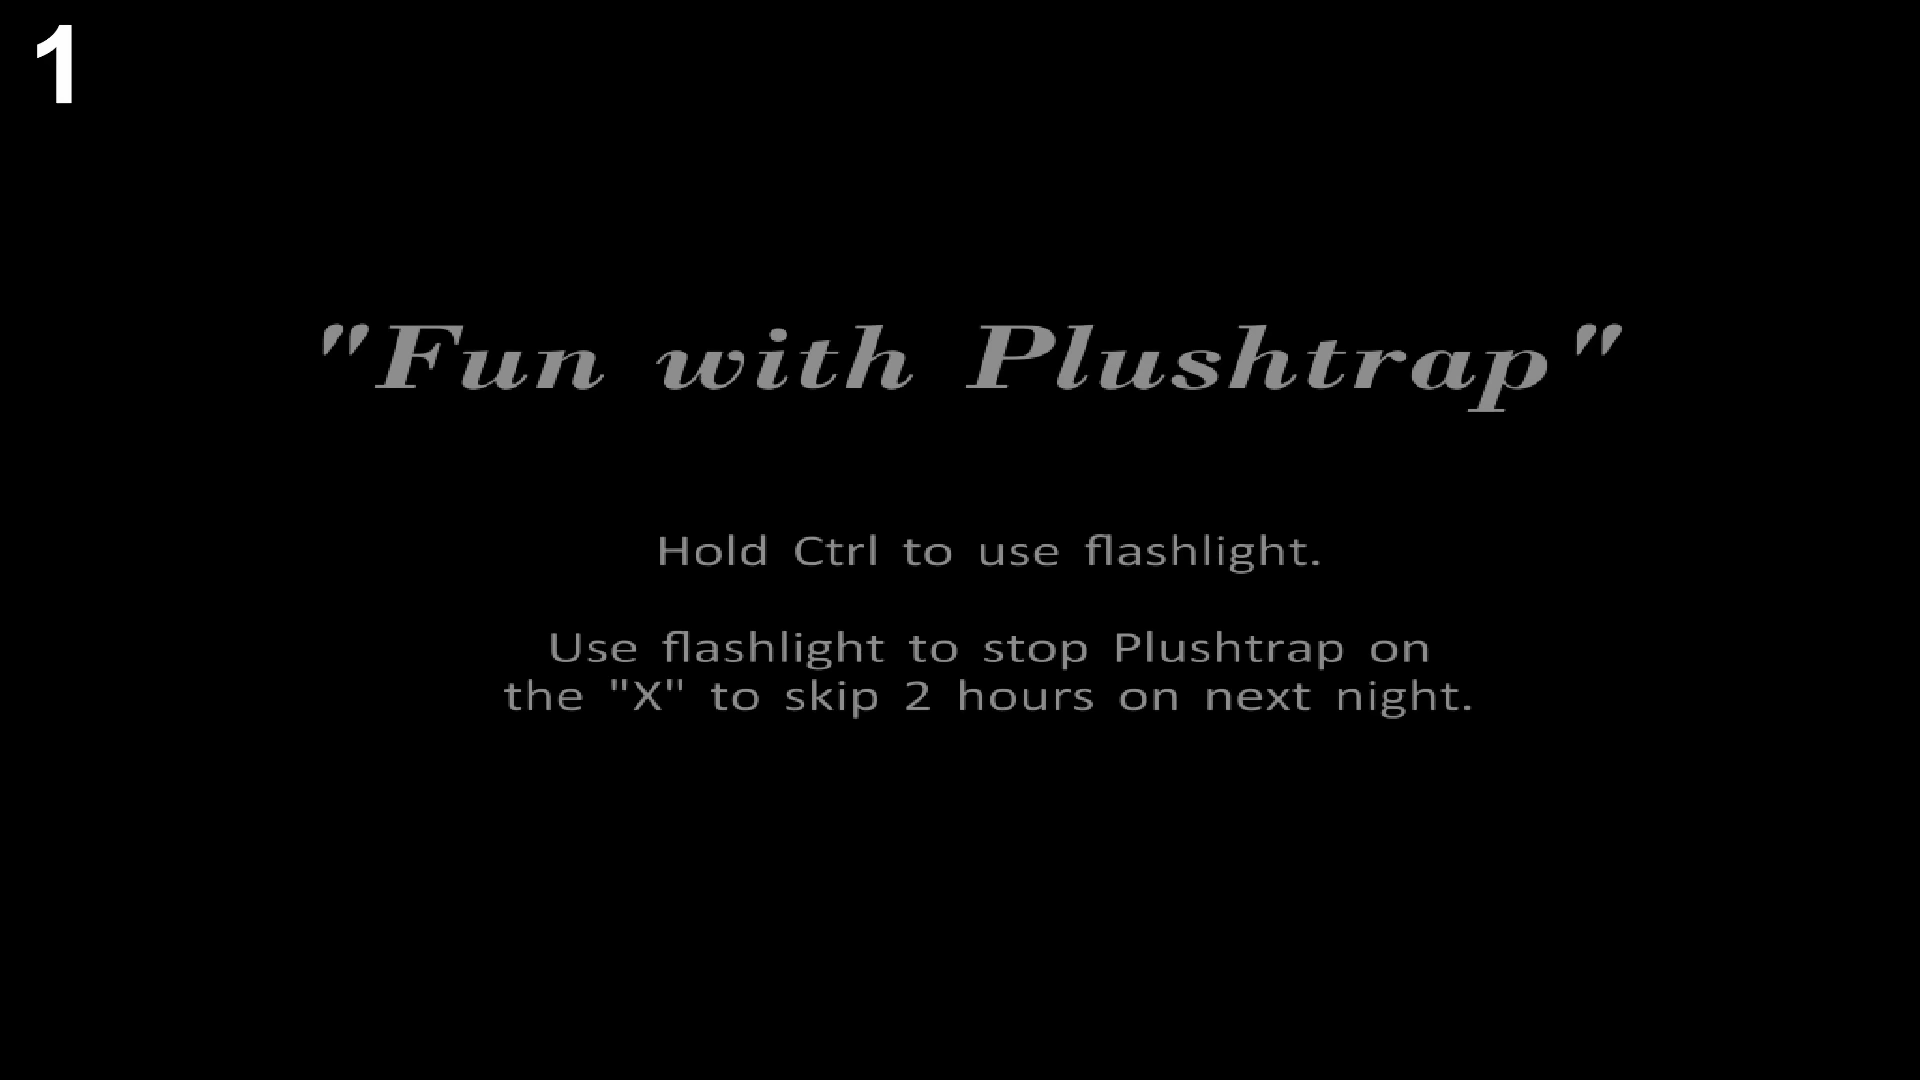 1
"Fun with Plushtrap"
Hold Ctrl to use flashlight.
Use flashlight to stop Plushtrap on
the "X" to skip 2 hours on next night.